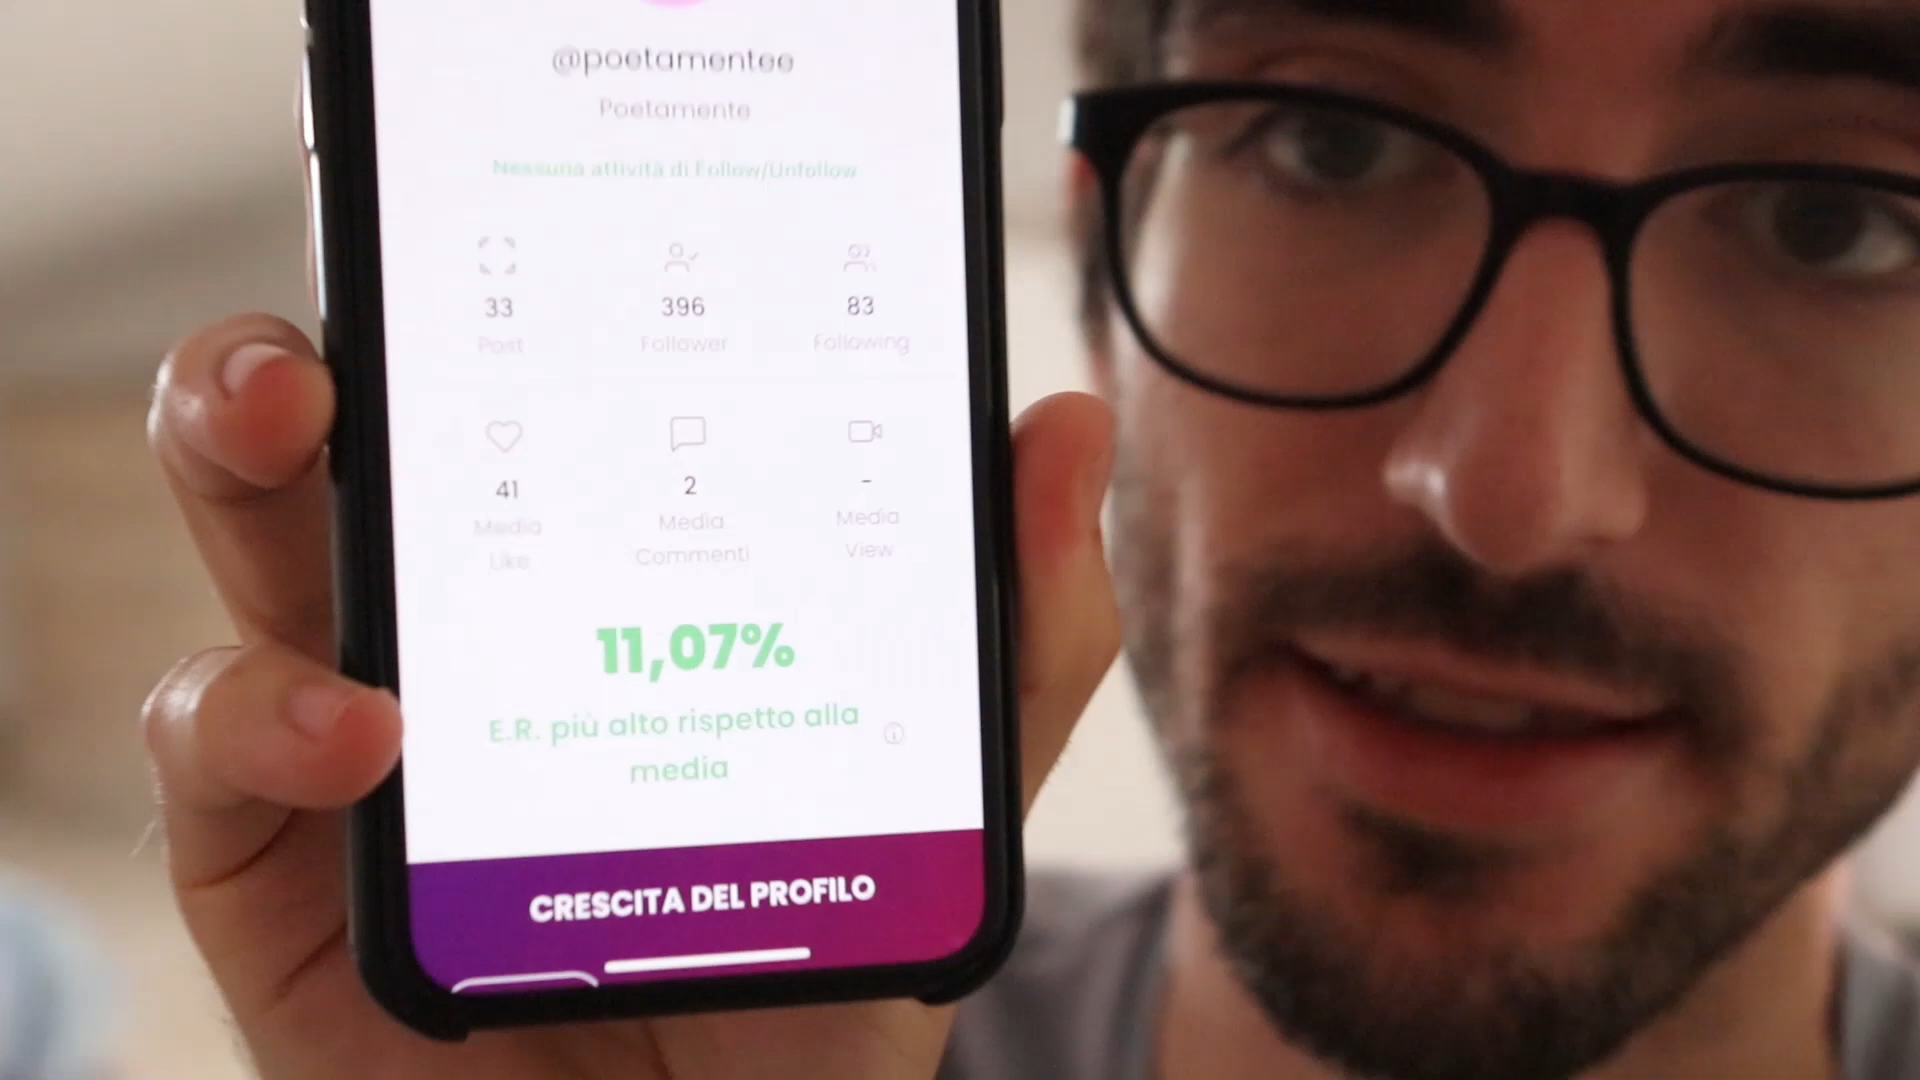 @poetamentee
Poetamente
Nessuna attività di Follow/Unfollow
33 396 83
Post Follower Following
41 2 -
Media Media Media
Like Commenti View
11,07%
E.R. più alto rispetto alla
media
CRESCITA DEL PROFILO